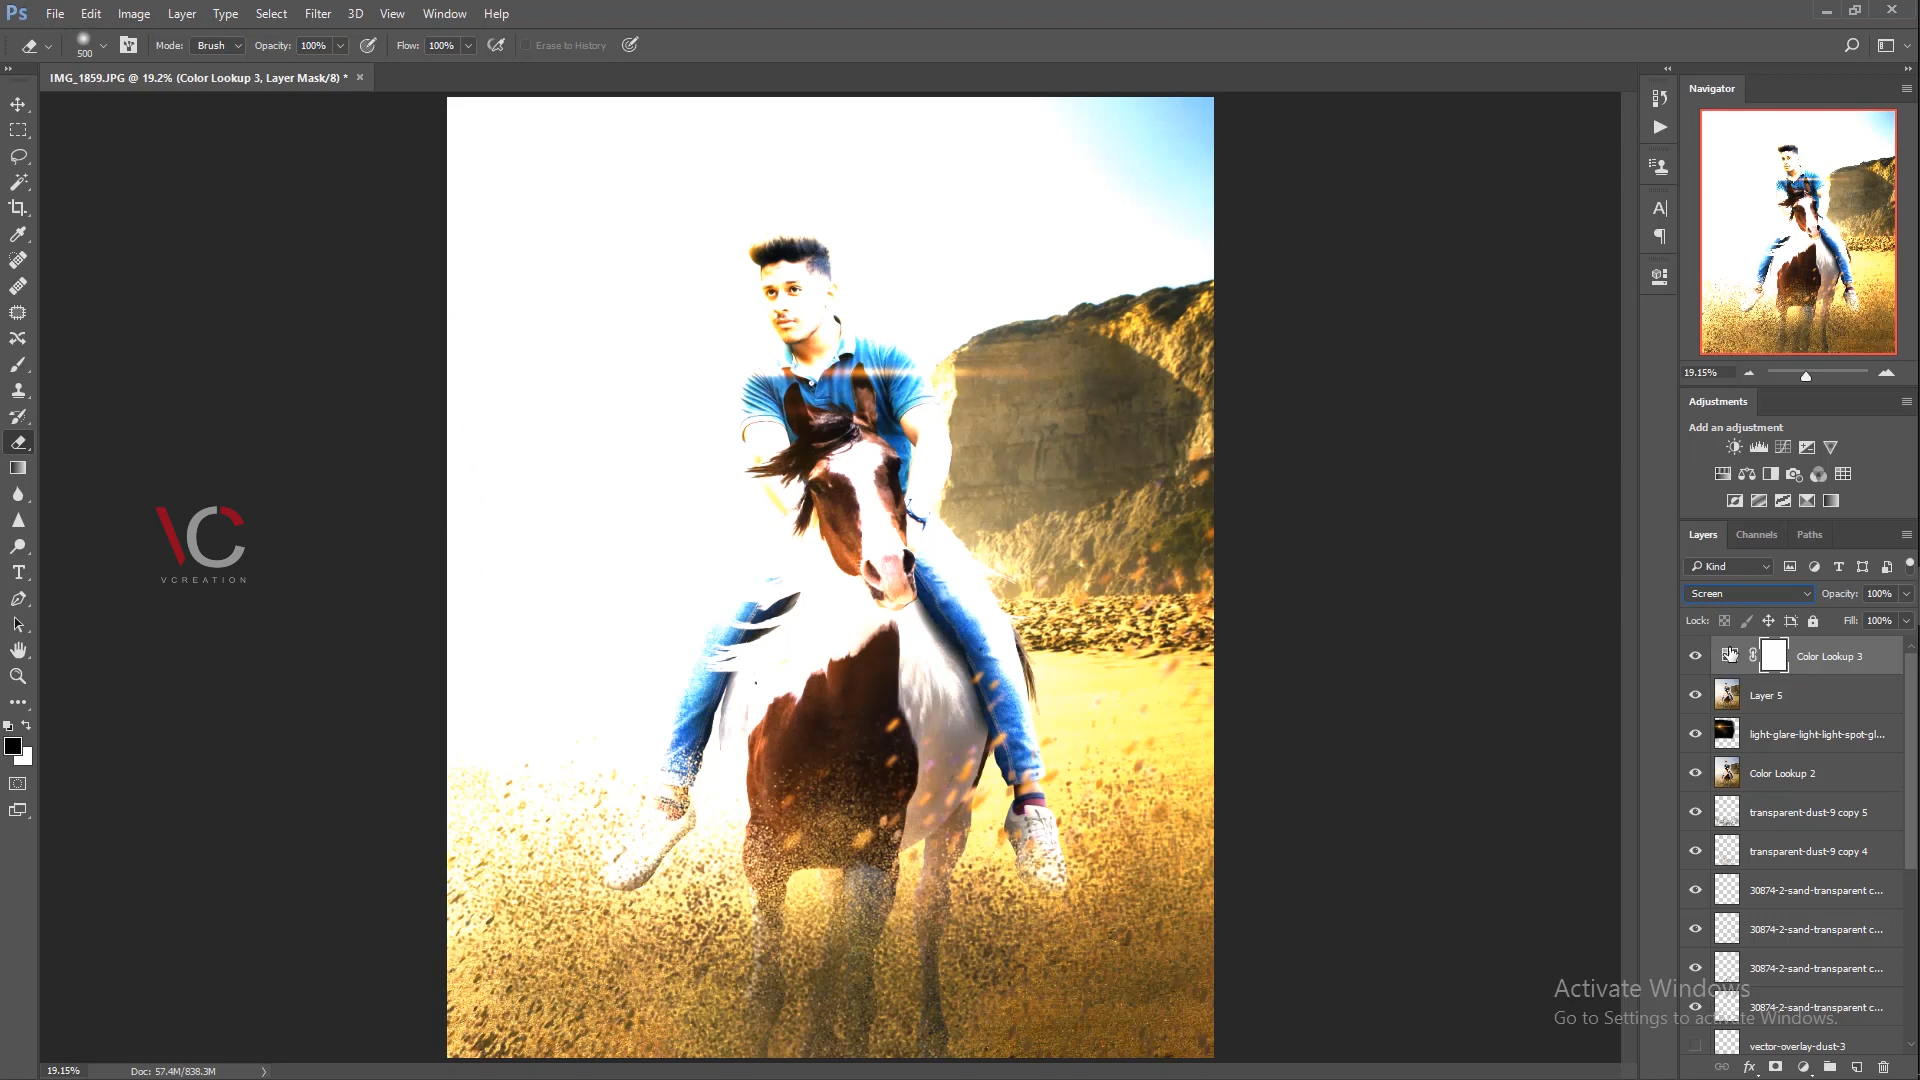 Ps File Edit Image Layer Type Select Filter 3D View Window Help
500 Mode: Brush Opacity: 100% Flow: 100% Erase to History
IMG_1859.JPG @ 19.2% (Color Lookup 3, Layer Mask/8) * ×
Navigator
19.15%
Adjustments
Add an adjustment
Layers Channels Paths
Kind
Screen Opacity: 100%
Lock: Fill: 100%
Color Lookup 3
Layer 5
light-glare-light-light-spot-gl...
Color Lookup 2
transparent-dust-9 copy 5
transparent-dust-9 copy 4
30874-2-sand-transparent c...
30874-2-sand-transparent c...
30874-2-sand-transparent c...
30874-2-sand-transparent c...
vector-overlay-dust-3
VC
VCREATION
Activate Windows
Go to Settings to activate Windows.
19.15% Doc: 57.4M/838.3M